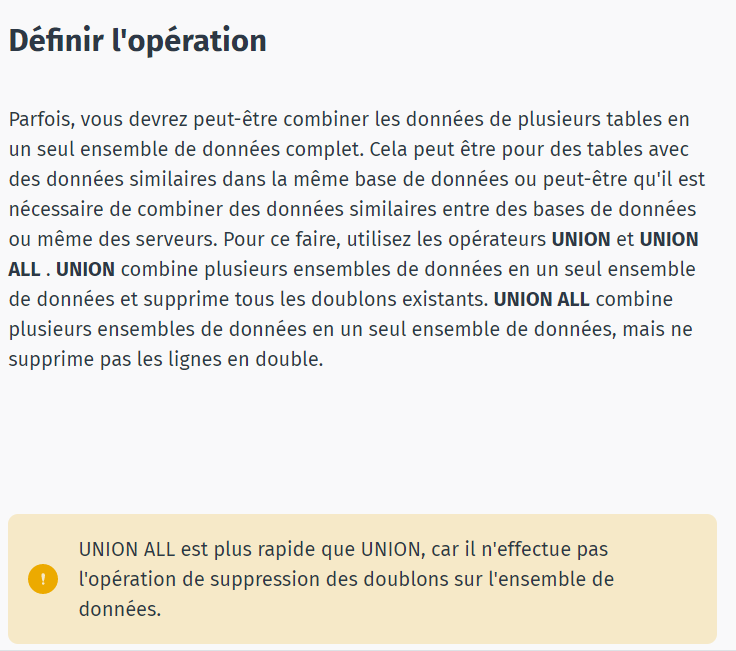 Définir l'opération
Parfois, vous devrez peut-être combiner les données de plusieurs tables en
un seul ensemble de données complet. Cela peut être pour des tables avec
des données similaires dans la même base de données ou peut-être qu'il est
nécessaire de combiner des données similaires entre des bases de données
ou même des serveurs. Pour ce faire, utilisez les opérateurs UNION et UNION
ALL . UNION combine plusieurs ensembles de données en un seul ensemble
de données et supprime tous les doublons existants. UNION ALL combine
plusieurs ensembles de données en un seul ensemble de données, mais ne
supprime pas les lignes en double.
UNION ALL est plus rapide que UNION, car il n'effectue pas
l'opération de suppression des doublons sur l'ensemble de
données.